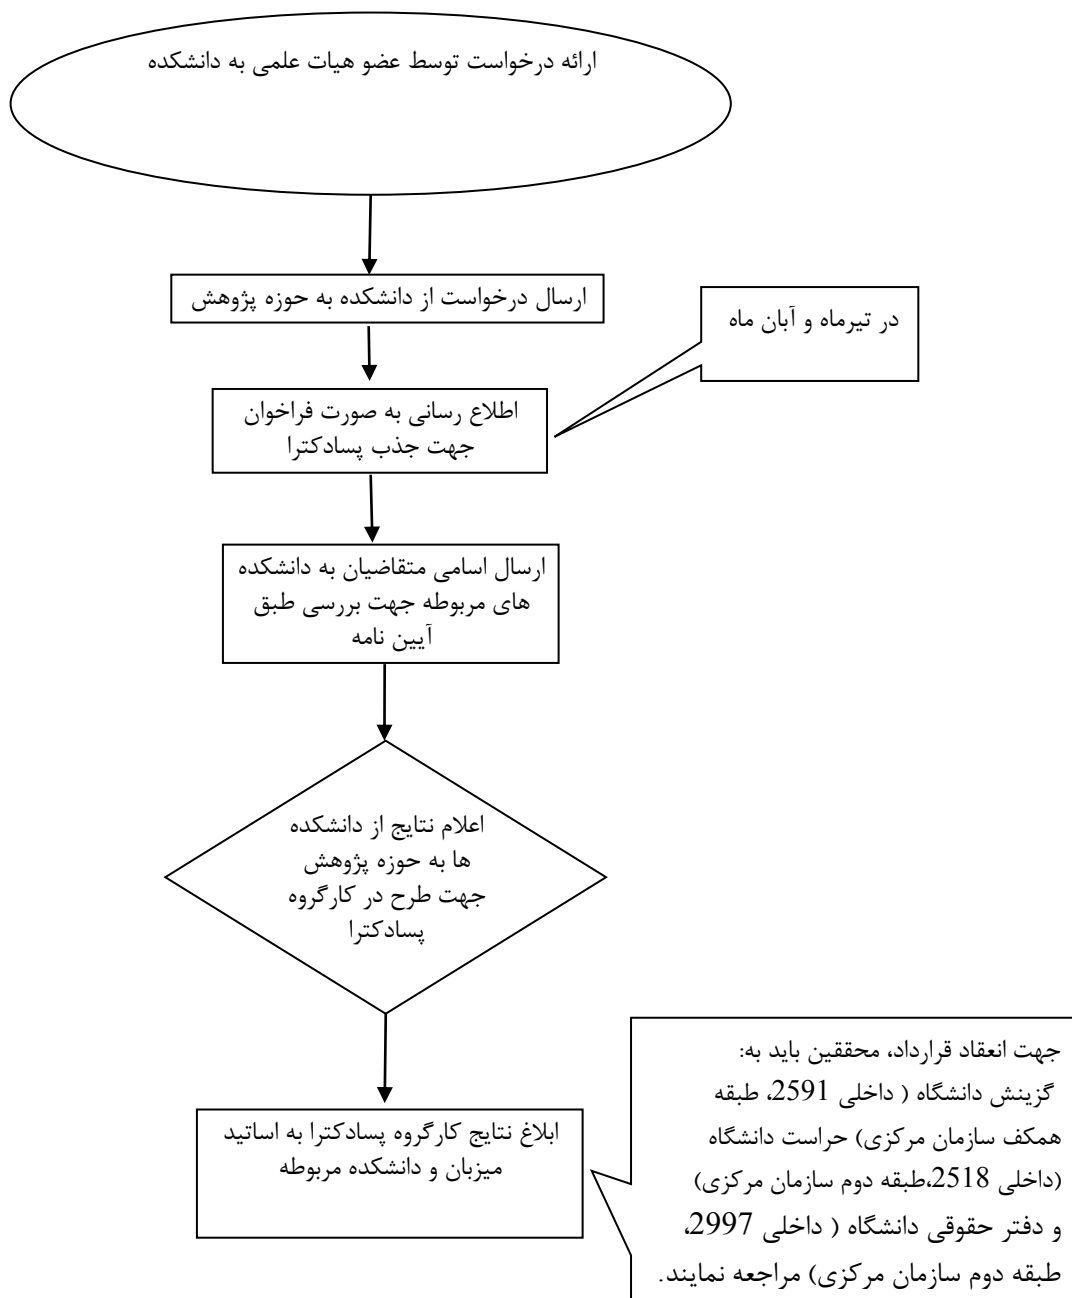 ارائه درخواست توسط عضو هیات علمی به دانشکده
ارسال درخواست از دانشکده به حوزه پژوهش
در تیرماه و آبان ماه
اطلاع رسانی به صورت فراخوان
جهت جذب پسادکترا
ارسال اسامی متقاضیان به دانشکده
های مربوطه جهت بررسی طبق
آیین نامه
اعلام نتایج از دانشکده
ها به حوزه پژوهش
جهت طرح در کارگروه
پسادکترا
ابلاغ نتایج کارگروه پسادکترا به اساتید
میزبان و دانشکده مربوطه
جهت انعقاد قرارداد، محققین باید به:
گزینش دانشگاه ( داخلی 2591، طبقه
همکف سازمان مرکزی) حراست دانشگاه
(داخلی 2518،طبقه دوم سازمان مرکزی)
و دفتر حقوقی دانشگاه ( داخلی 2997،
طبقه دوم سازمان مرکزی) مراجعه نمایند.